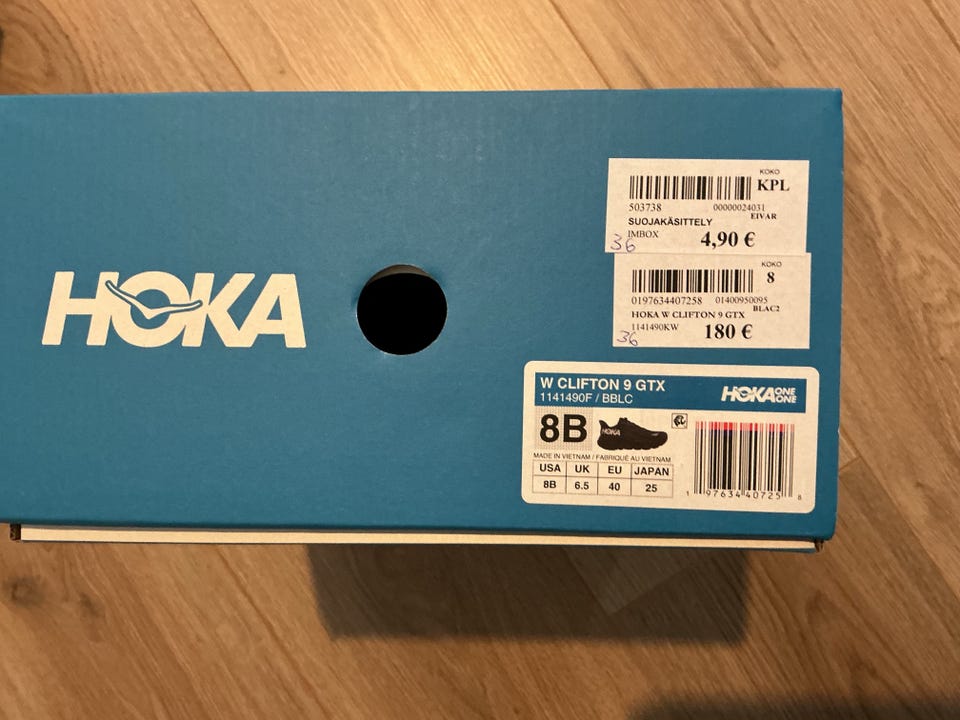 HOKA
KOKO
KPL
503738 00000024031
EIVAR
SUOJAKÄSITTELY
IMBOX 4,90 €
36
KOKO
8
0197634407258 01400950095
BLAC2
HOKA W CLIFTON 9 GTX
1141490KW 180 €
36
W CLIFTON 9 GTX
1141490F / BBLC
HOKA ONE ONE
8B
HOKA
MADE IN VIETNAM / FABRIQUÉ AU VIETNAM
USA UK EU JAPAN
8B 6.5 40 25
1 97634 40725 8